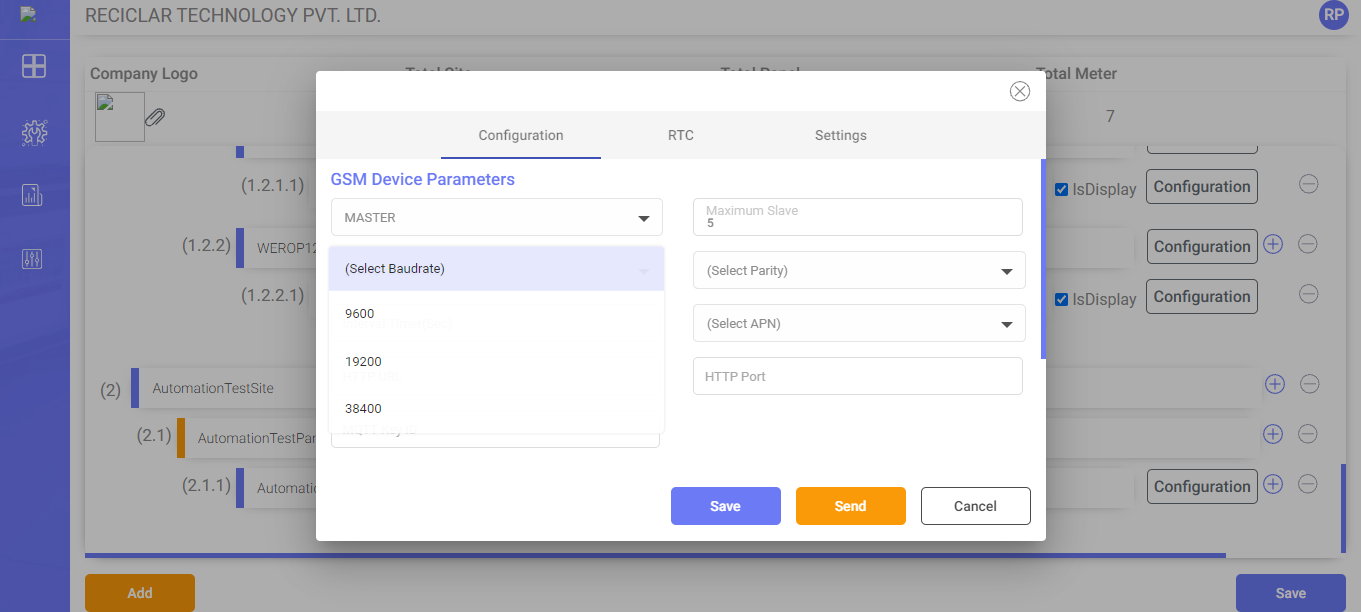 RECICLAR TECHNOLOGY PVT. LTD.
RP
Company Logo
Total Site
Total Panel
Total Meter
7
Configuration
RTC
Settings
(1.2.1.1)
IsDisplay
Configuration
GSM Device Parameters
MASTER
Maximum Slave
5
(1.2.2)
WEROP12
Configuration
(Select Baudrate)
(Select Parity)
(1.2.2.1)
IsDisplay
Configuration
9600
(Select APN)
19200
HTTP Port
(2)
AutomationTestSite
38400
(2.1)
AutomationTestPar
(2.1.1)
Automatic
Configuration
Save
Send
Cancel
Add
Save